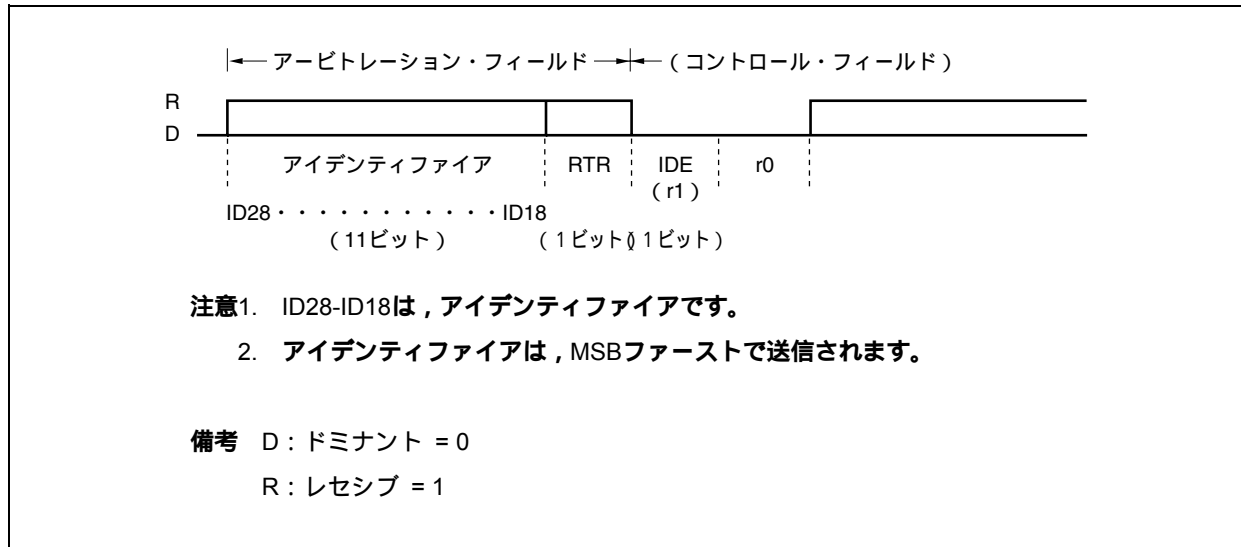 アービトレーション・フィールド (コントロール・フィールド)
R
D
アイデンティファイア RTR IDE r0
(r1)
ID28・・・・・・・・・・・ID18
(11ビット) (1ビット)(1ビット)
注意1. ID28-ID18は，アイデンティファイアです。
2. アイデンティファイアは，MSBファーストで送信されます。
備考 D：ドミナント = 0
R：レセシブ = 1